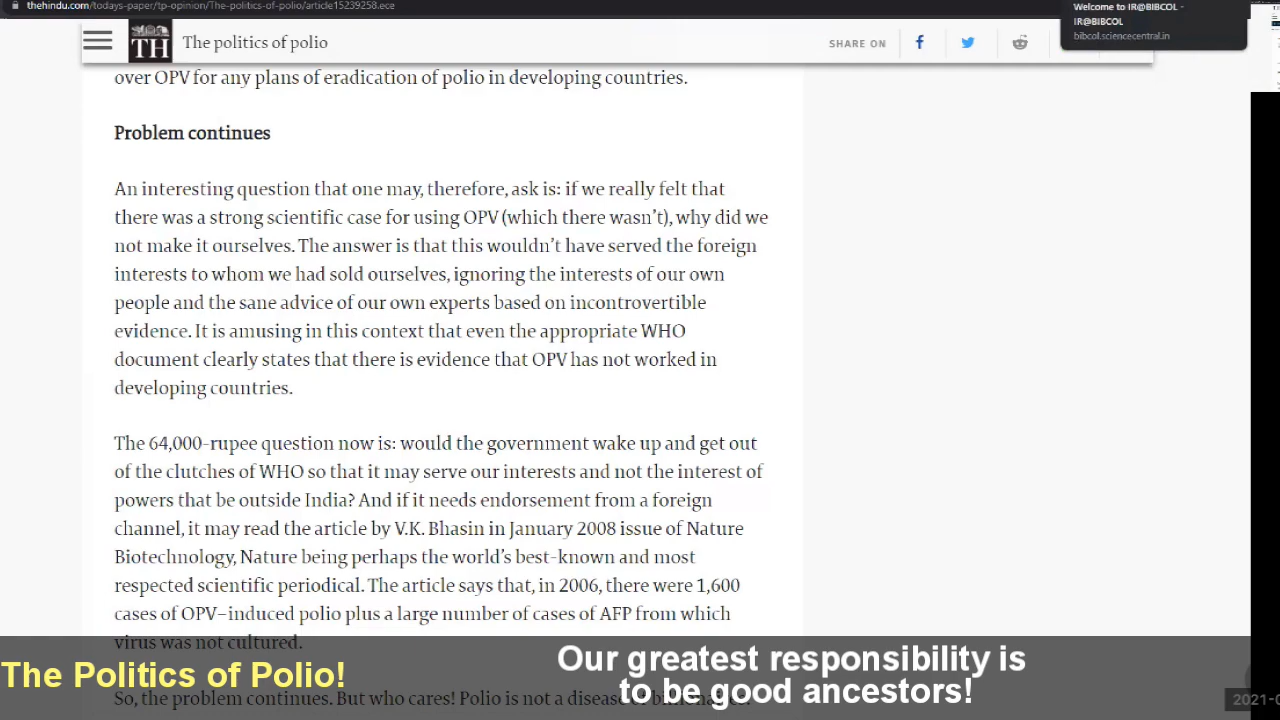 thehindu.com/todays-paper/tp-opinion/The-politics-of-polio/article15239258.ece
Welcome to IR@BIBCOL -
IR@BIBCOL
bibcol.sciencecentral.in
TH
The politics of polio
SHARE ON
over OPV for any plans of eradication of polio in developing countries.
Problem continues
An interesting question that one may, therefore, ask is: if we really felt that
there was a strong scientific case for using OPV (which there wasn’t), why did we
not make it ourselves. The answer is that this wouldn’t have served the foreign
interests to whom we had sold ourselves, ignoring the interests of our own
people and the sane advice of our own experts based on incontrovertible
evidence. It is amusing in this context that even the appropriate WHO
document clearly states that there is evidence that OPV has not worked in
developing countries.
The 64,000-rupee question now is: would the government wake up and get out
of the clutches of WHO so that it may serve our interests and not the interest of
powers that be outside India? And if it needs endorsement from a foreign
channel, it may read the article by V.K. Bhasin in January 2008 issue of Nature
Biotechnology, Nature being perhaps the world’s best-known and most
respected scientific periodical. The article says that, in 2006, there were 1,600
cases of OPV-induced polio plus a large number of cases of AFP from which
virus was not cultured.
So, the problem continues. But who cares! Polio is not a disease of
The Politics of Polio!
Our greatest responsibility is
to be good ancestors!